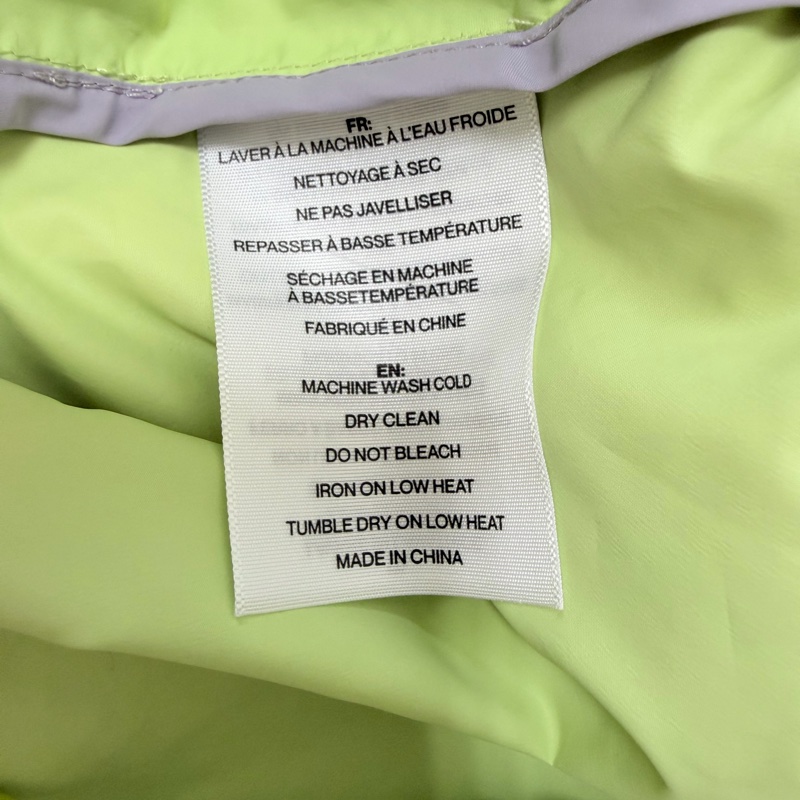 FR:
LAVER À LA MACHINE À L'EAU FROIDE
NETTOYAGE À SEC
NE PAS JAVELLISER
REPASSER À BASSE TEMPÉRATURE
SÉCHAGE EN MACHINE
À BASSETEMPÉRATURE
FABRIQUÉ EN CHINE
EN:
MACHINE WASH COLD
DRY CLEAN
DO NOT BLEACH
IRON ON LOW HEAT
TUMBLE DRY ON LOW HEAT
MADE IN CHINA